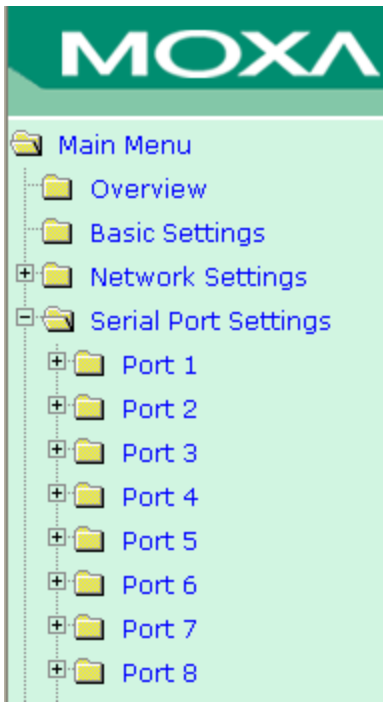 MOXA
Main Menu
Overview
Basic Settings
Network Settings
Serial Port Settings
Port 1
Port 2
Port 3
Port 4
Port 5
Port 6
Port 7
Port 8